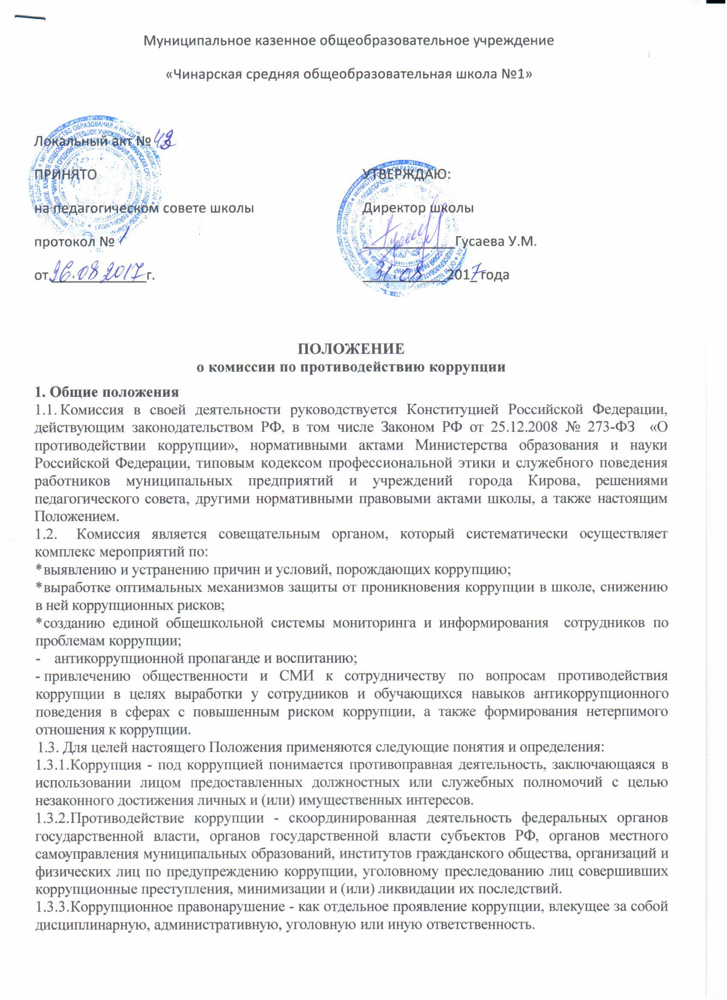 Муниципальное казенное общеобразовательное учреждение
«Чинарская средняя общеобразовательная школа №1»
Локальный акт №
ПРИНЯТО
на педагогическом совете школы
протокол № 1
от 26.08 2017 г.
УТВЕРЖДАЮ:
Директор школы
Гусаева У.М.
31.08 2017 года
ПОЛОЖЕНИЕ
о комиссии по противодействию коррупции
1. Общие положения
1.1. Комиссия в своей деятельности руководствуется Конституцией Российской Федерации,
действующим законодательством РФ, в том числе Законом РФ от 25.12.2008 № 273-ФЗ «О
противодействии коррупции», нормативными актами Министерства образования и науки
Российской Федерации, типовым кодексом профессиональной этики и служебного поведения
работников муниципальных предприятий и учреждений города Кирова, решениями
педагогического совета, другими нормативными правовыми актами школы, а также настоящим
Положением.
1.2. Комиссия является совещательным органом, который систематически осуществляет
комплекс мероприятий по:
*выявлению и устранению причин и условий, порождающих коррупцию;
*выработке оптимальных механизмов защиты от проникновения коррупции в школе, снижению
в ней коррупционных рисков;
*созданию единой общешкольной системы мониторинга и информирования сотрудников по
проблемам коррупции;
- антикоррупционной пропаганде и воспитанию;
- привлечению общественности и СМИ к сотрудничеству по вопросам противодействия
коррупции в целях выработки у сотрудников и обучающихся навыков антикоррупционного
поведения в сферах с повышенным риском коррупции, а также формирования нетерпимого
отношения к коррупции.
1.3. Для целей настоящего Положения применяются следующие понятия и определения:
1.3.1.Коррупция - под коррупцией понимается противоправная деятельность, заключающаяся в
использовании лицом предоставленных должностных или служебных полномочий с целью
незаконного достижения личных и (или) имущественных интересов.
1.3.2.Противодействие коррупции - скоординированная деятельность федеральных органов
государственной власти, органов государственной власти субъектов РФ, органов местного
самоуправления муниципальных образований, институтов гражданского общества, организаций и
физических лиц по предупреждению коррупции, уголовному преследованию лиц совершивших
коррупционные преступления, минимизации и (или) ликвидации их последствий.
1.3.3.Коррупционное правонарушение - как отдельное проявление коррупции, влекущее за собой
дисциплинарную, административную, уголовную или иную ответственность.